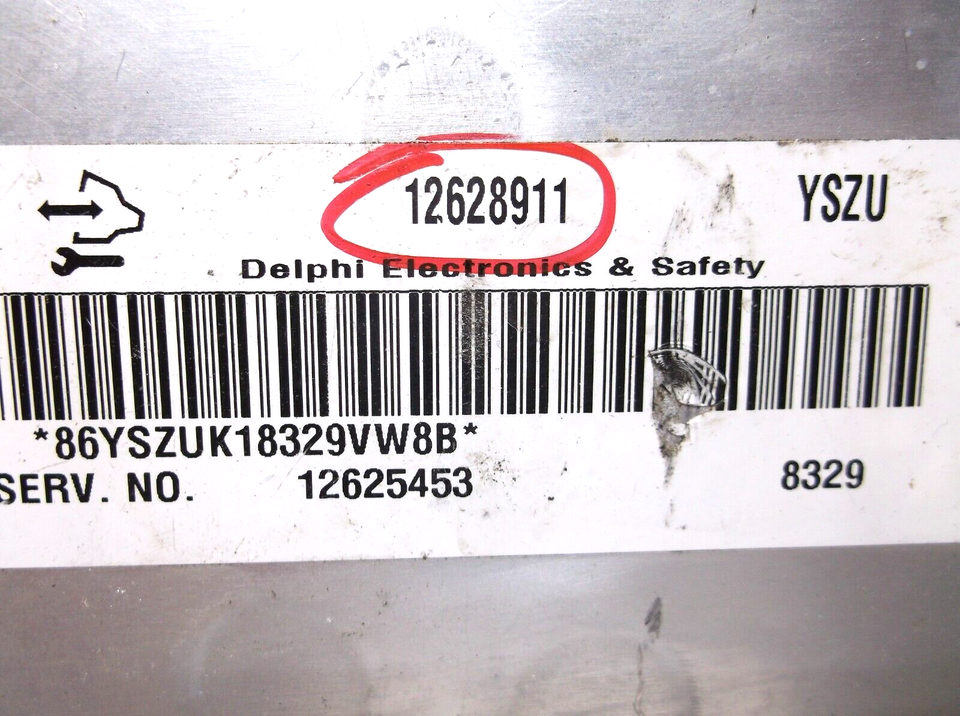 12628911 YSZU
Delphi Electronics & Safety
*86YSZUK18329VW8B*
SERV. NO. 12625453 8329